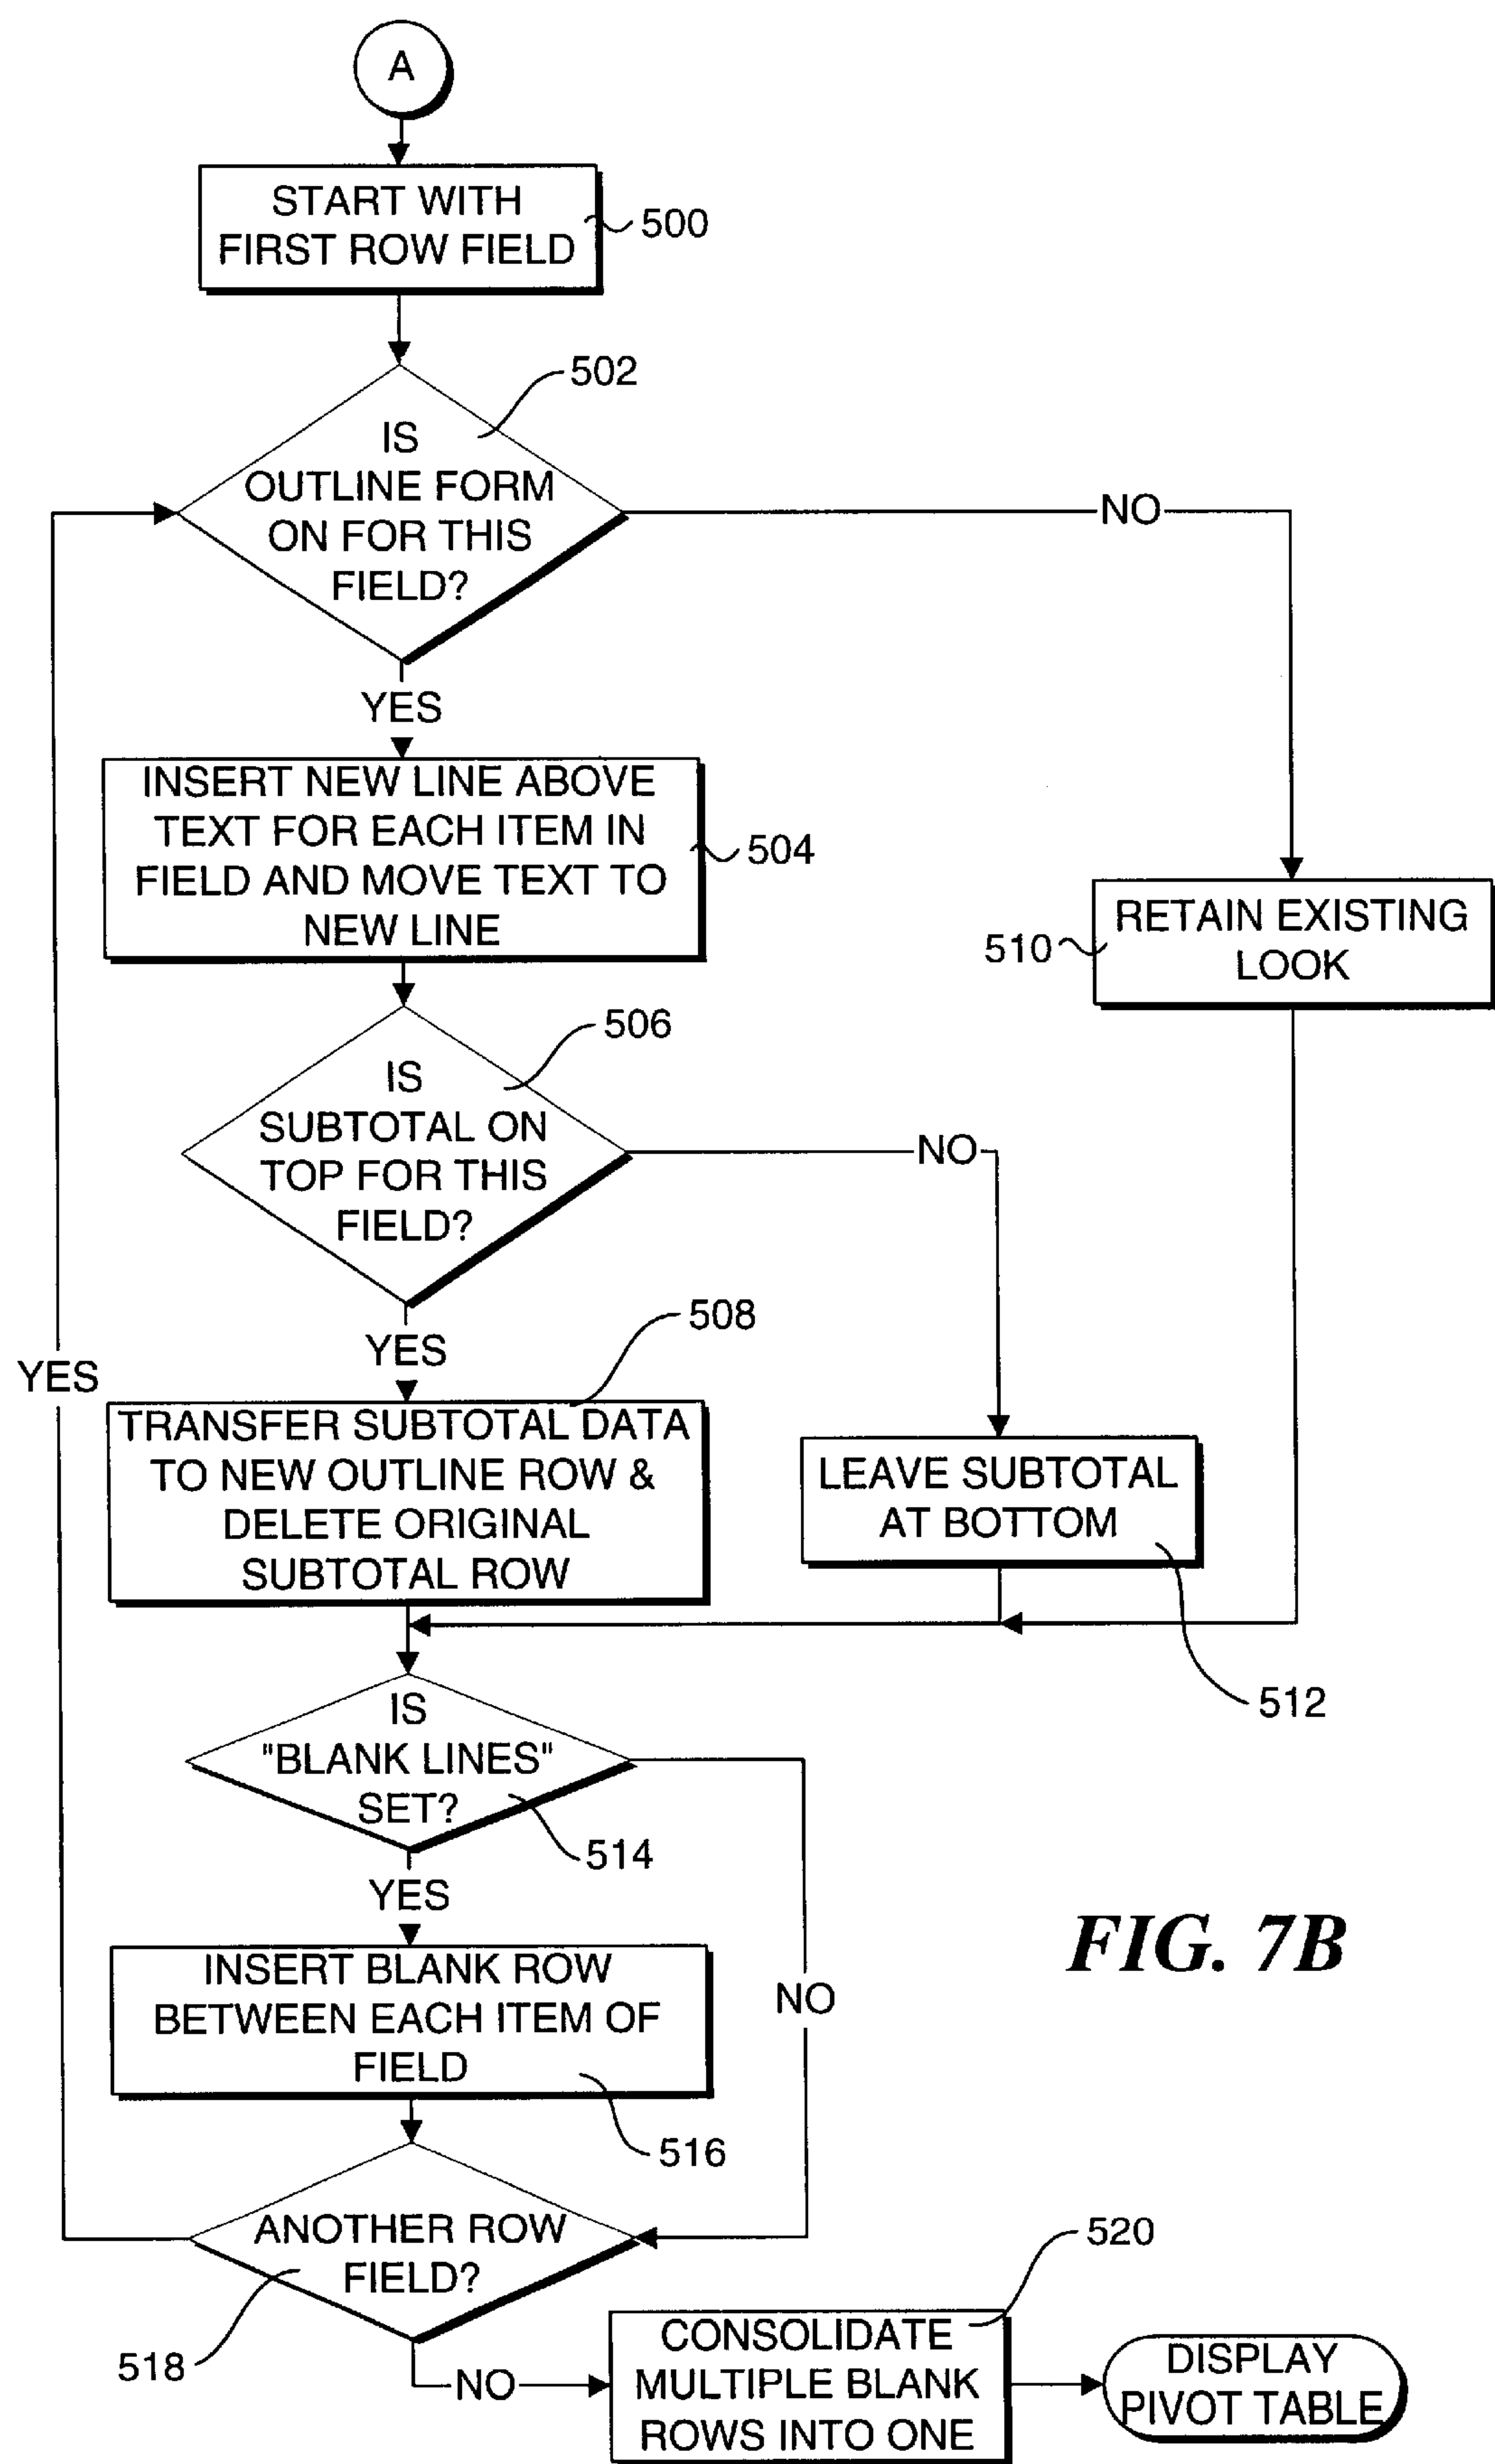 A
START WITH
FIRST ROW FIELD
500
502
IS
OUTLINE FORM
ON FOR THIS
FIELD?
NO
YES
INSERT NEW LINE ABOVE
TEXT FOR EACH ITEM IN
FIELD AND MOVE TEXT TO
NEW LINE
504
RETAIN EXISTING
LOOK
510
506
IS
SUBTOTAL ON
TOP FOR THIS
FIELD?
NO
YES
508
YES
TRANSFER SUBTOTAL DATA
TO NEW OUTLINE ROW &
DELETE ORIGINAL
SUBTOTAL ROW
LEAVE SUBTOTAL
AT BOTTOM
512
IS
"BLANK LINES"
SET?
514
YES
NO
INSERT BLANK ROW
BETWEEN EACH ITEM OF
FIELD
516
FIG. 7B
ANOTHER ROW
FIELD?
518
NO
520
CONSOLIDATE
MULTIPLE BLANK
ROWS INTO ONE
DISPLAY
PIVOT TABLE